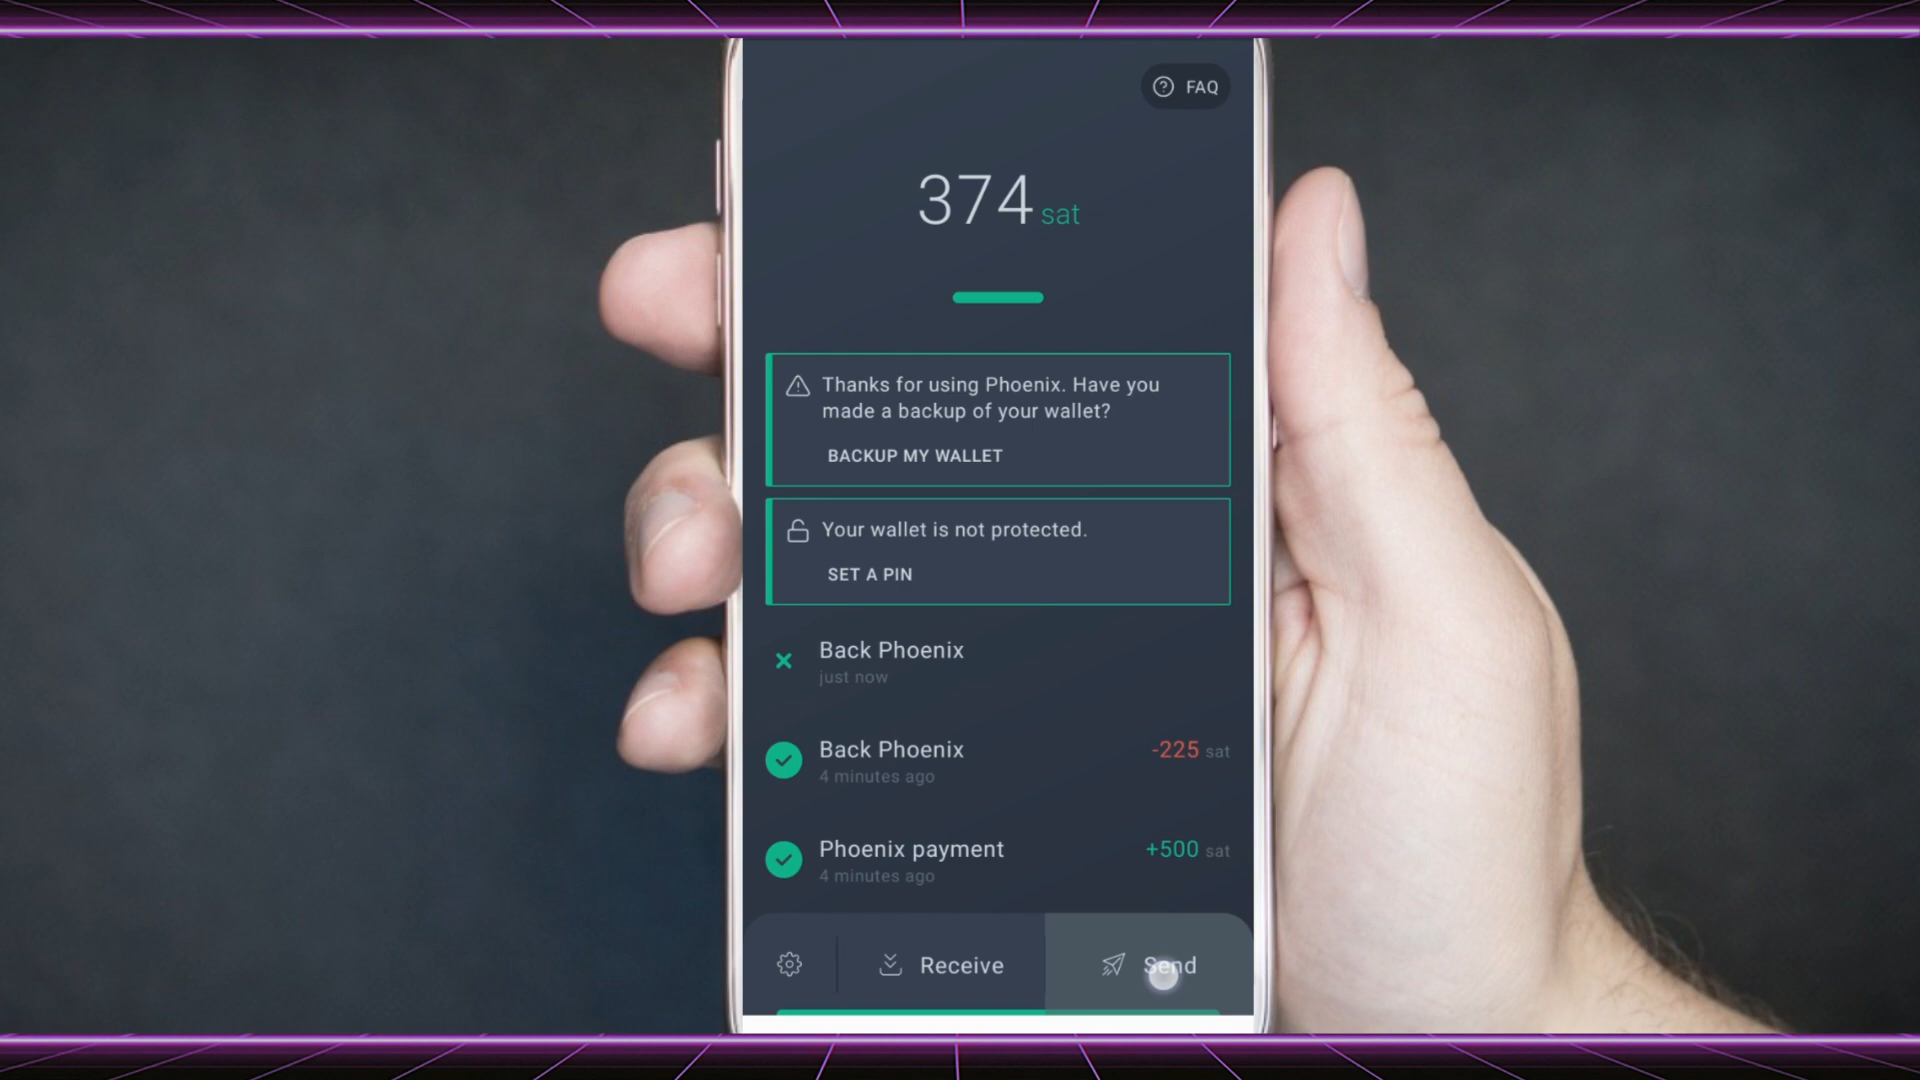 FAQ
374 sat
Thanks for using Phoenix. Have you
made a backup of your wallet?
BACKUP MY WALLET
Your wallet is not protected.
SET A PIN
Back Phoenix
just now
Back Phoenix
-225 sat
4 minutes ago
Phoenix payment
+500 sat
4 minutes ago
Receive
Send